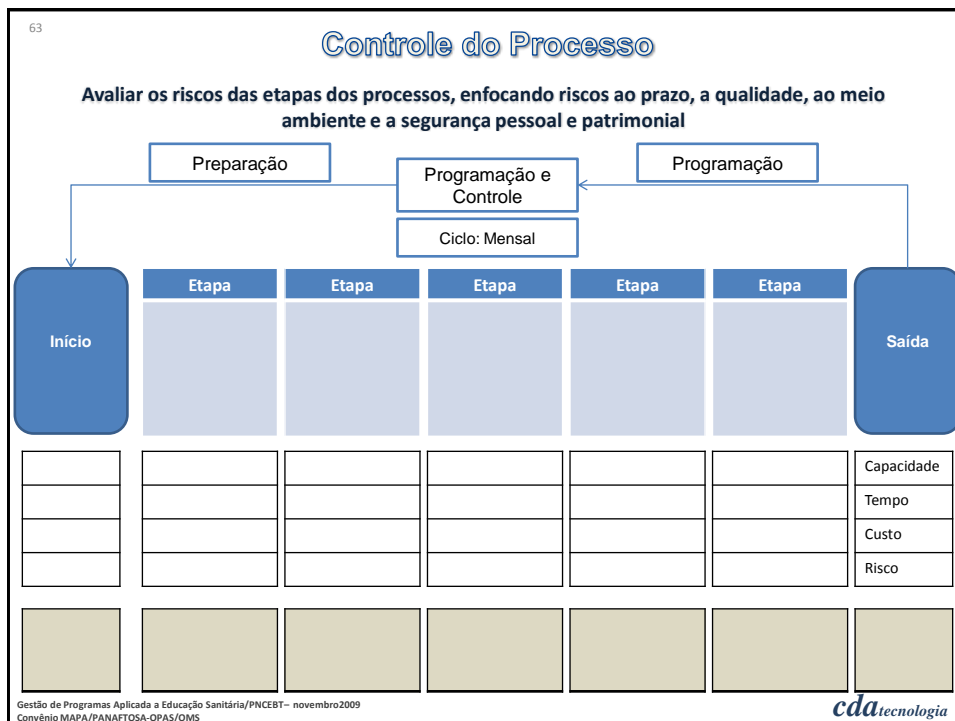 63
Controle do Processo
Avaliar os riscos das etapas dos processos, enfocando riscos ao prazo, a qualidade, ao meio
ambiente e a segurança pessoal e patrimonial
Preparação
Programação e
Controle
Programação
Ciclo: Mensal
Início
Etapa
Etapa
Etapa
Etapa
Etapa
Saída
Capacidade
Tempo
Custo
Risco
Gestão de Programas Aplicada a Educação Sanitária/PNCEBT– novembro2009
Convênio MAPA/PANAFTOSA-OPAS/OMS
cdatecnologia